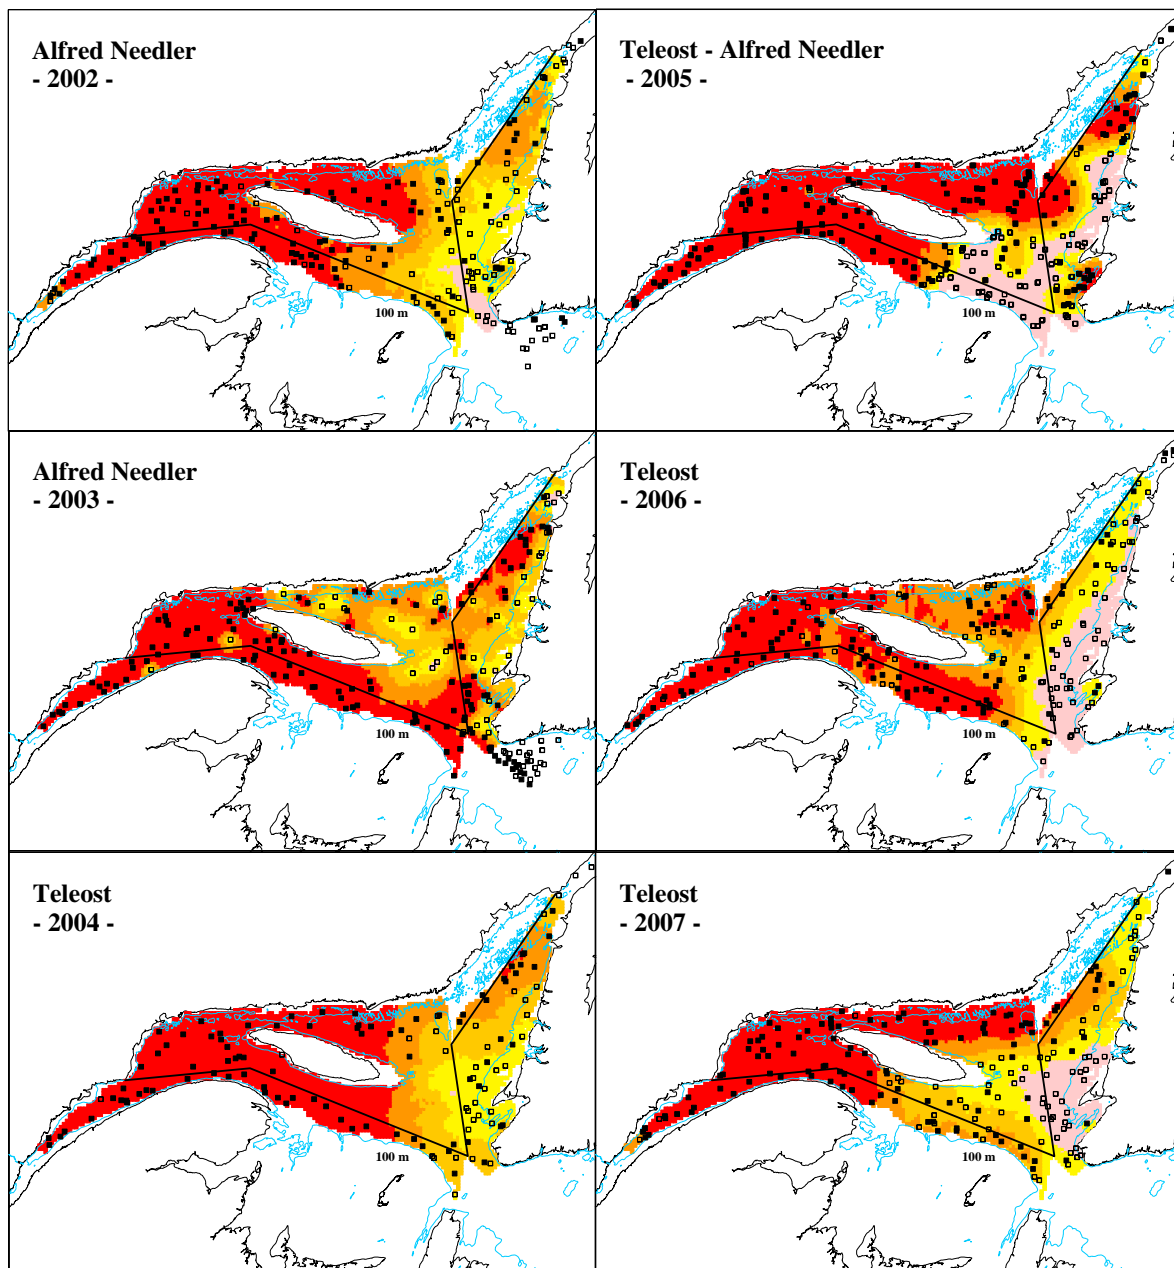 Alfred Needler
- 2002 -
100 m
Teleost - Alfred Needler
- 2005 -
100 m
Alfred Needler
- 2003 -
100 m
Teleost
- 2006 -
100 m
Teleost
- 2004 -
100 m
Teleost
- 2007 -
100 m